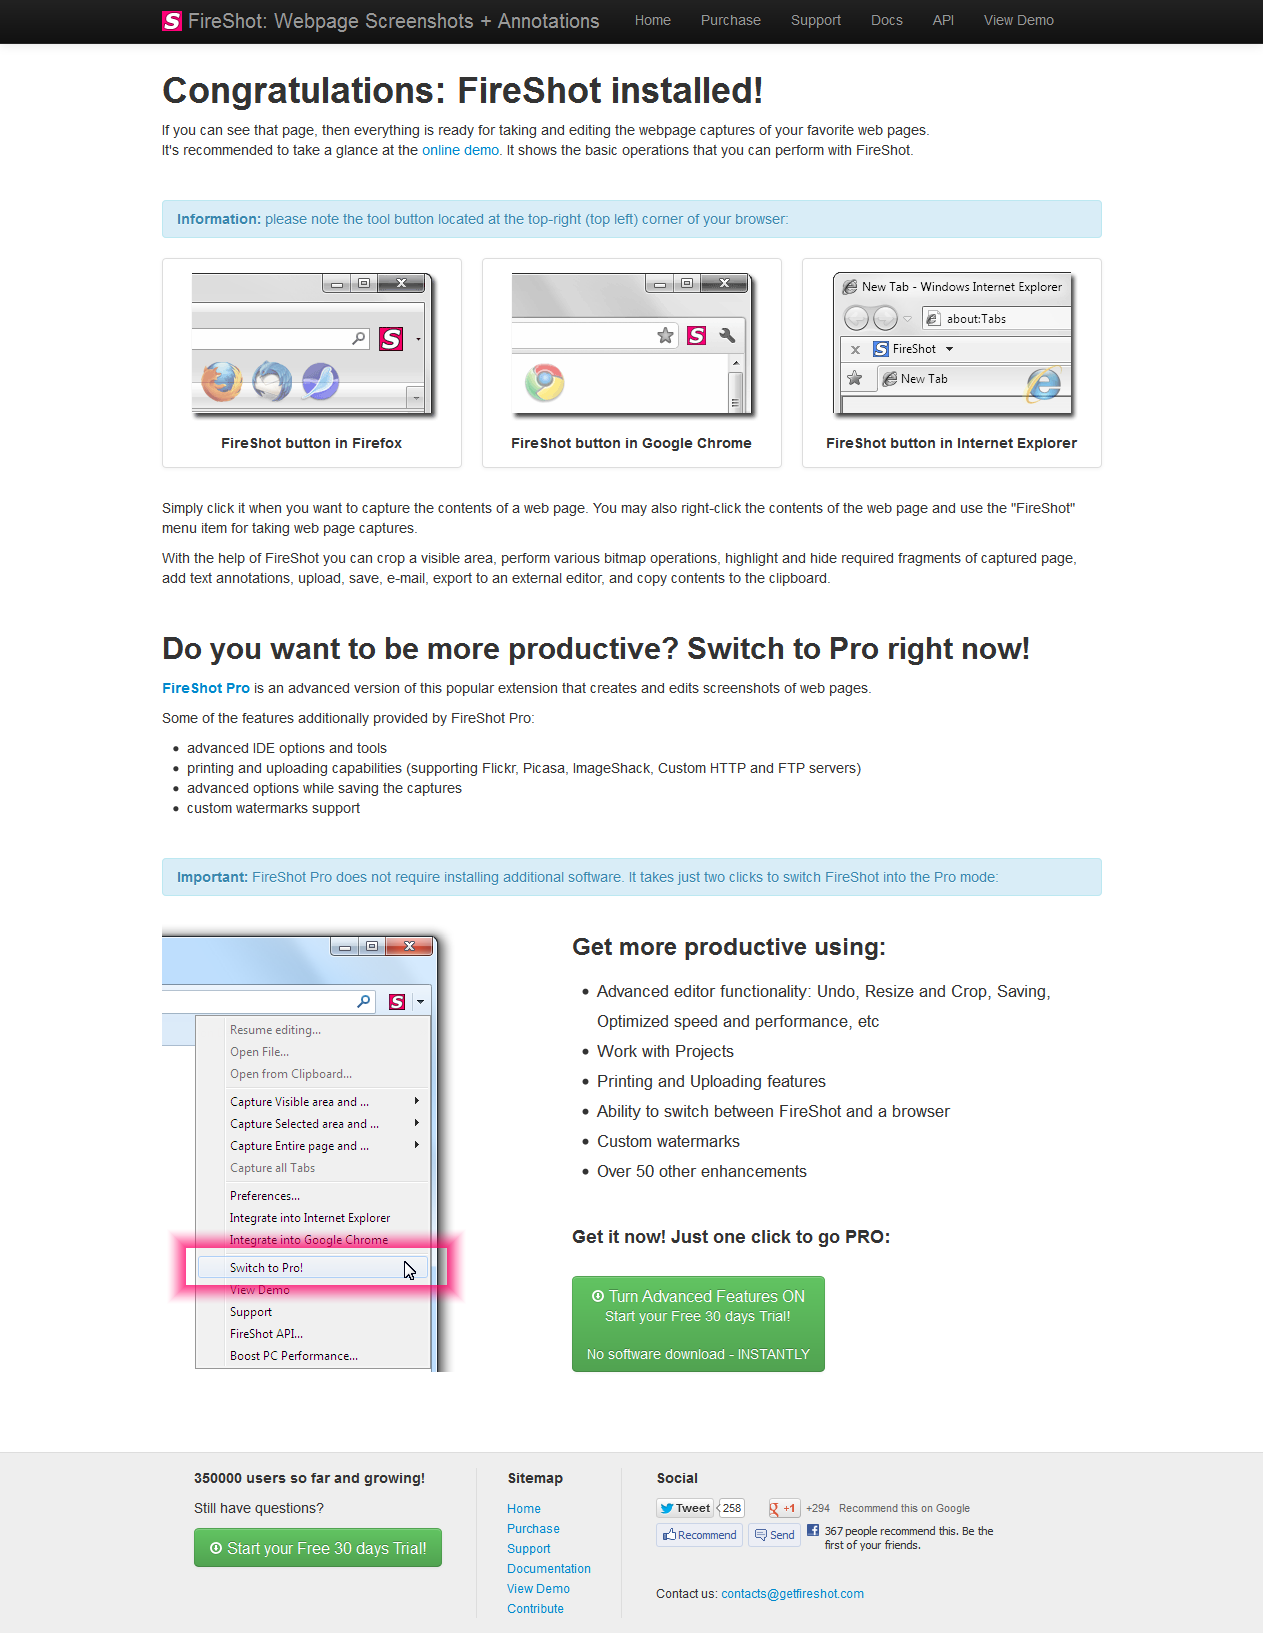 S FireShot: Webpage Screenshots + Annotations Home Purchase Support Docs API View Demo
Congratulations: FireShot installed!
If you can see that page, then everything is ready for taking and editing the webpage captures of your favorite web pages.
It's recommended to take a glance at the online demo. It shows the basic operations that you can perform with FireShot.
Information: please note the tool button located at the top-right (top left) corner of your browser:
S
FireShot button in Firefox
S
FireShot button in Google Chrome
New Tab - Windows Internet Explorer
about:Tabs
x S FireShot
New Tab
FireShot button in Internet Explorer
Simply click it when you want to capture the contents of a web page. You may also right-click the contents of the web page and use the "FireShot"
menu item for taking web page captures.
With the help of FireShot you can crop a visible area, perform various bitmap operations, highlight and hide required fragments of captured page,
add text annotations, upload, save, e-mail, export to an external editor, and copy contents to the clipboard.
Do you want to be more productive? Switch to Pro right now!
FireShot Pro is an advanced version of this popular extension that creates and edits screenshots of web pages.
Some of the features additionally provided by FireShot Pro:
advanced IDE options and tools
printing and uploading capabilities (supporting Flickr, Picasa, ImageShack, Custom HTTP and FTP servers)
advanced options while saving the captures
custom watermarks support
Important: FireShot Pro does not require installing additional software. It takes just two clicks to switch FireShot into the Pro mode:
S
Resume editing...
Open File...
Open from Clipboard...
Capture Visible area and ...
Capture Selected area and ...
Capture Entire page and ...
Capture all Tabs
Preferences...
Integrate into Internet Explorer
Integrate into Google Chrome
Switch to Pro!
View Demo
Support
FireShot API...
Boost PC Performance...
Get more productive using:
Advanced editor functionality: Undo, Resize and Crop, Saving,
Optimized speed and performance, etc
Work with Projects
Printing and Uploading features
Ability to switch between FireShot and a browser
Custom watermarks
Over 50 other enhancements
Get it now! Just one click to go PRO:
Turn Advanced Features ON
Start your Free 30 days Trial!
No software download - INSTANTLY
350000 users so far and growing!
Still have questions?
Start your Free 30 days Trial!
Sitemap
Home
Purchase
Support
Documentation
View Demo
Contribute
Social
Tweet 258 g +1 +294 Recommend this on Google
Recommend Send 367 people recommend this. Be the
first of your friends.
Contact us: contacts@getfireshot.com